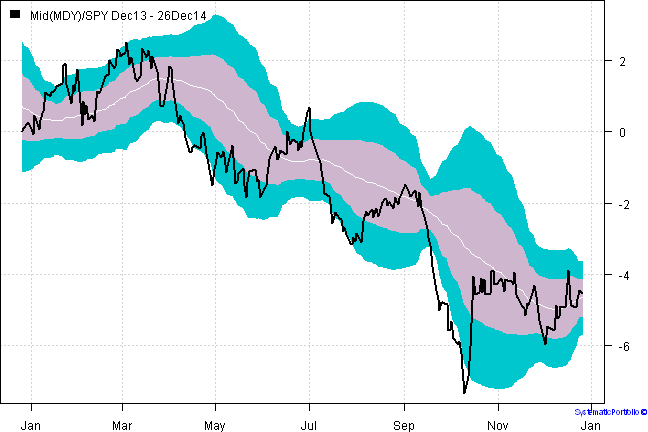 Mid(MDY)/SPY Dec13 - 26Dec14
2
0
-2
-4
-6
SystematicPortfolio ©
Jan Mar May Jul Sep Nov Jan